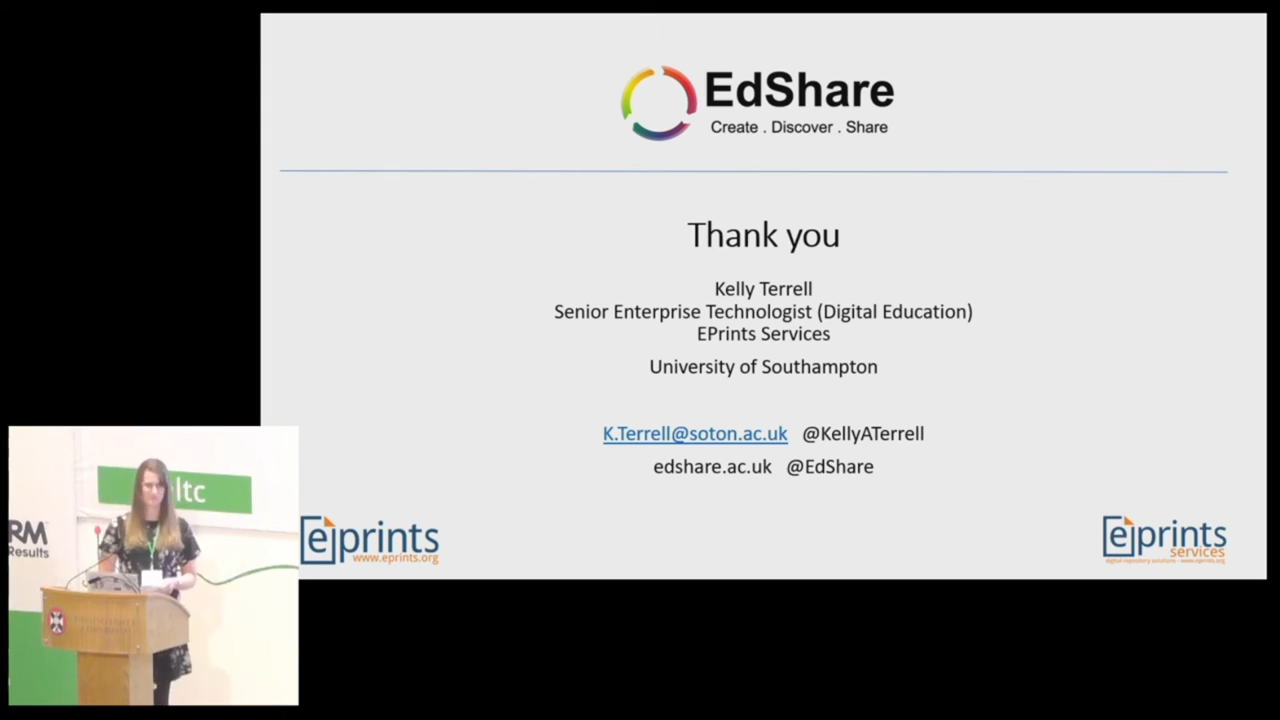 EdShare
Create . Discover . Share
Thank you
Kelly Terrell
Senior Enterprise Technologist (Digital Education)
EPrints Services
University of Southampton
K.Terrell@soton.ac.uk @KellyATerrell
edshare.ac.uk @EdShare
eprints
www.eprints.org
eprints
services
digital repository solutions - www.eprints.org
ltc
RM
Results